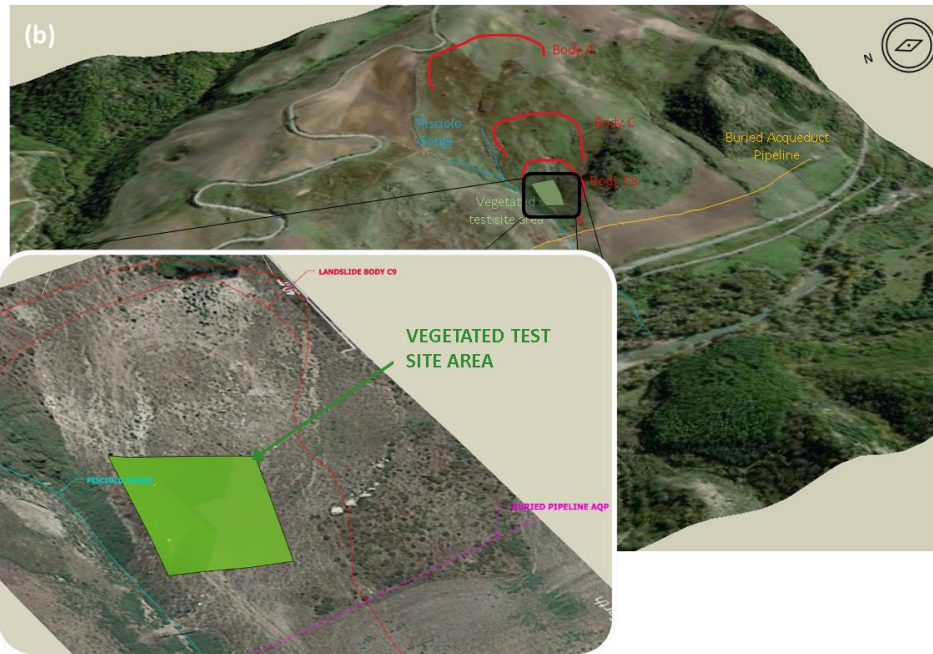 (b)
Body A
Body C
Pisciolo
Gorge
Body C9
Buried Acqueduct
Pipeline
N
Vegetated
test site area
LANDSLIDE BODY C9
VEGETATED TEST
SITE AREA
PISCIOLO GORGE
BURIED PIPELINE AQP